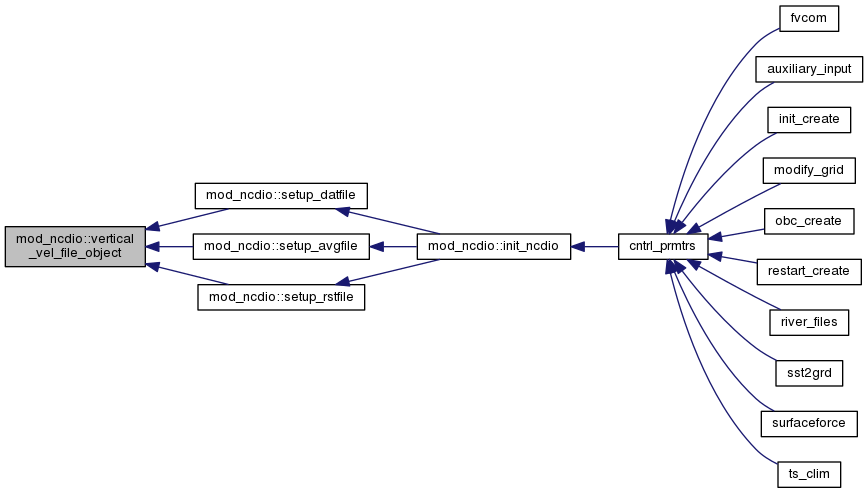 mod_ncdio::vertical
_vel_file_object
mod_ncdio::setup_datfile
mod_ncdio::setup_avgfile
mod_ncdio::setup_rstfile
mod_ncdio::init_ncdio
cntrl_prmtrs
fvcom
auxiliary_input
init_create
modify_grid
obc_create
restart_create
river_files
sst2grd
surfaceforce
ts_clim